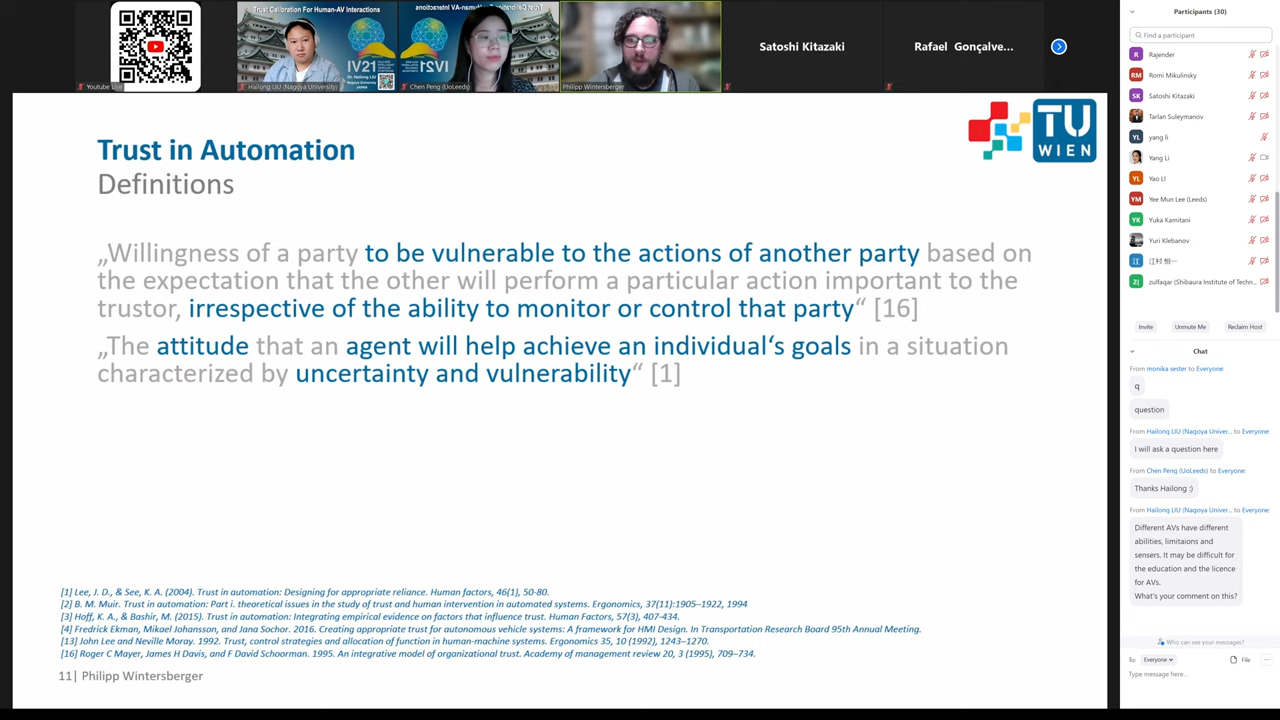 Trust Calibration For Human-AV Interactions
IV21
Dr. Hailong LIU
Nagoya University
JAPAN
Youtube Live
Hailong LIU (Nagoya University)
Chen Peng (UoLeeds)
Philipp Wintersberger
Satoshi Kitazaki
Rafael Gonçalve...
Trust in Automation
Definitions
TU
WIEN
„Willingness of a party to be vulnerable to the actions of another party based on
the expectation that the other will perform a particular action important to the
trustor, irrespective of the ability to monitor or control that party“ [16]
„The attitude that an agent will help achieve an individual‘s goals in a situation
characterized by uncertainty and vulnerability“ [1]
[1] Lee, J. D., & See, K. A. (2004). Trust in automation: Designing for appropriate reliance. Human factors, 46(1), 50-80.
[2] B. M. Muir. Trust in automation: Part i. theoretical issues in the study of trust and human intervention in automated systems. Ergonomics, 37(11):1905–1922, 1994
[3] Hoff, K. A., & Bashir, M. (2015). Trust in automation: Integrating empirical evidence on factors that influence trust. Human Factors, 57(3), 407-434.
[4] Fredrick Ekman, Mikael Johansson, and Jana Sochor. 2016. Creating appropriate trust for autonomous vehicle systems: A framework for HMI Design. In Transportation Research Board 95th Annual Meeting.
[13] John Lee and Neville Moray. 1992. Trust, control strategies and allocation of function in human-machine systems. Ergonomics 35, 10 (1992), 1243–1270.
[16] Roger C Mayer, James H Davis, and F David Schoorman. 1995. An integrative model of organizational trust. Academy of management review 20, 3 (1995), 709–734.
11| Philipp Wintersberger
Participants (30)
Find a participant
R Rajender
RM Romi Mikulinsky
SK Satoshi Kitazaki
Tarlan Suleymanov
YL yang li
Yang Li
YL Yao LI
YM Yee Mun Lee (Leeds)
YK Yuka Kamitani
Yuri Klebanov
江 江村 恒一
Z( zulfaqar (Shibaura Institute of Techn...
Invite
Unmute Me
Reclaim Host
Chat
From monika sester to Everyone:
q
question
From Hailong LIU (Nagoya Univer... to Everyone:
I will ask a question here
From Chen Peng (UoLeeds) to Everyone:
Thanks Hailong :)
From Hailong LIU (Nagoya Univer... to Everyone:
Different AVs have different
abilities, limitaions and
sensers. It may be difficult for
the education and the licence
for AVs.
What's your comment on this?
Who can see your messages?
To: Everyone
File
Type message here...